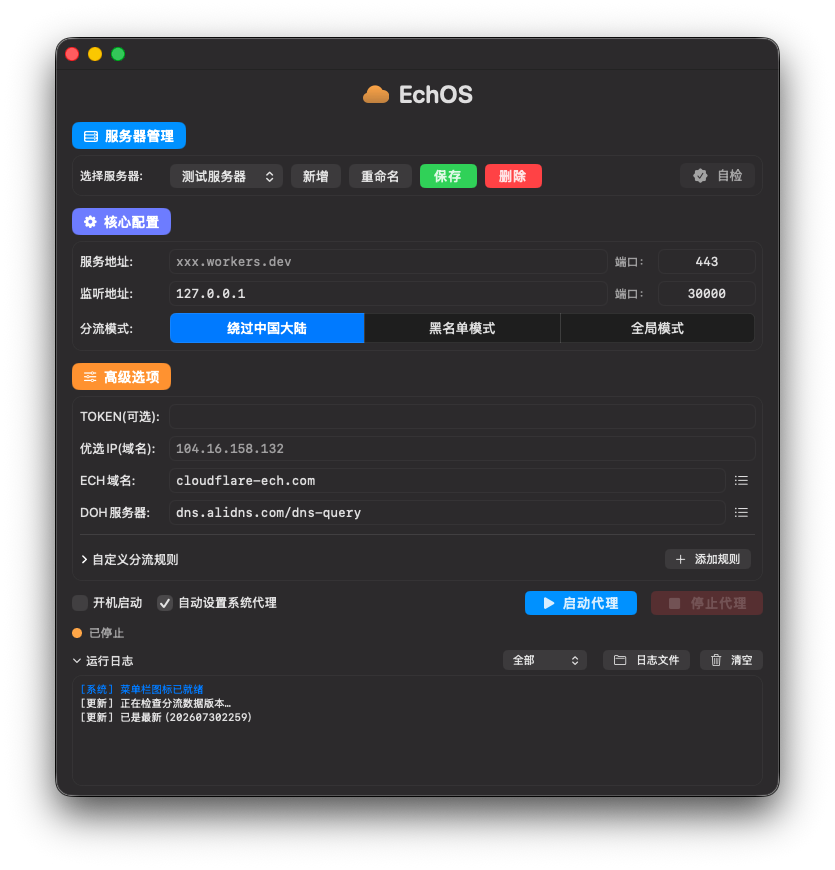 EchOS
服务器管理
选择服务器: 测试服务器 新增 重命名 保存 删除 自检
核心配置
服务地址: xxx.workers.dev 端口: 443
监听地址: 127.0.0.1 端口: 30000
分流模式: 绕过中国大陆 黑名单模式 全局模式
高级选项
TOKEN(可选):
优选IP(域名): 104.16.158.132
ECH域名: cloudflare-ech.com
DOH服务器: dns.alidns.com/dns-query
自定义分流规则 添加规则
开机启动 自动设置系统代理 启动代理 停止代理
已停止
运行日志 全部 日志文件 清空
[系统] 菜单栏图标已就绪
[更新] 正在检查分流数据版本…
[更新] 已是最新 (202607302259)